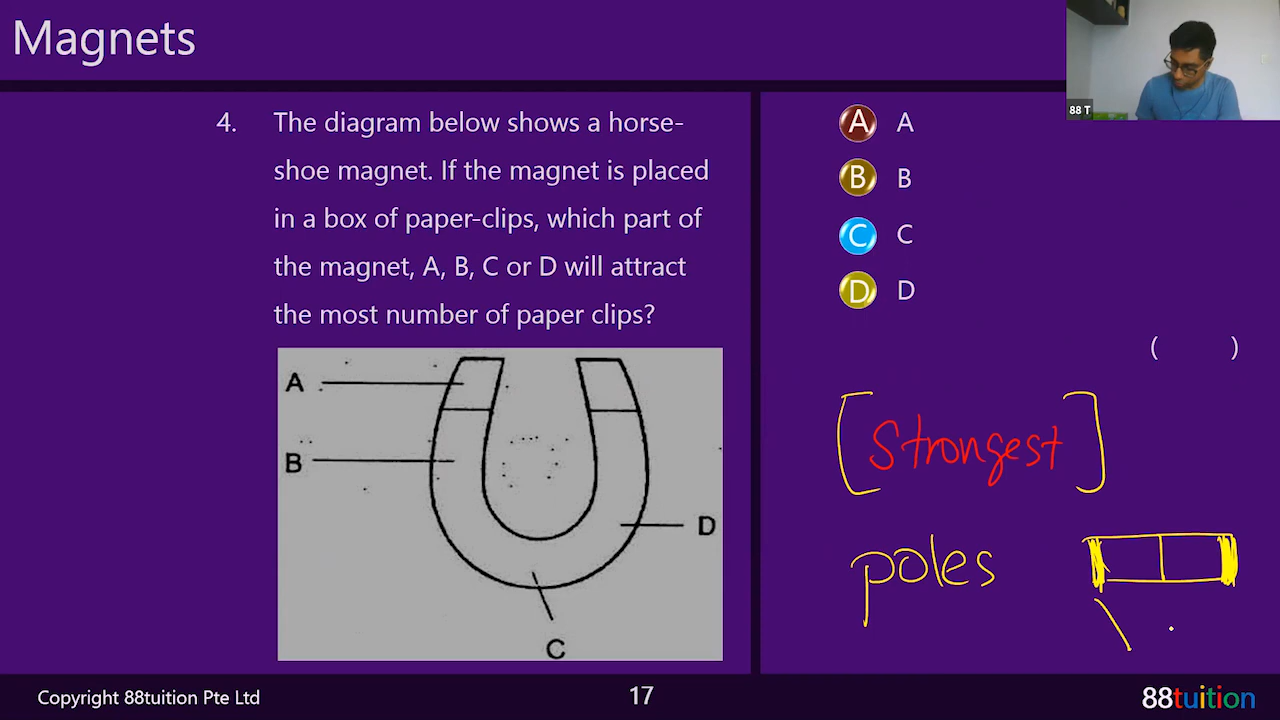 Magnets
88 T
4. The diagram below shows a horse-
shoe magnet. If the magnet is placed
in a box of paper-clips, which part of
the magnet, A, B, C or D will attract
the most number of paper clips?
A
B
D
C
A A
B B
C C
D D
( )
[Strongest]
poles
Copyright 88tuition Pte Ltd
17
88tuition